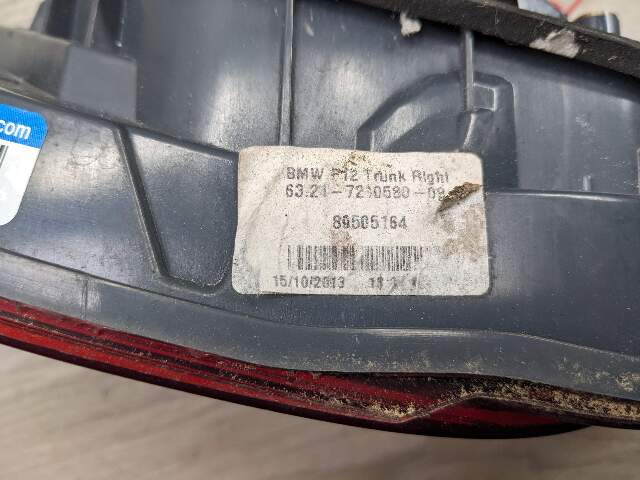 .com
BMW F12 Trunk Right
63.21-7210580-09
89505164
15/10/2013